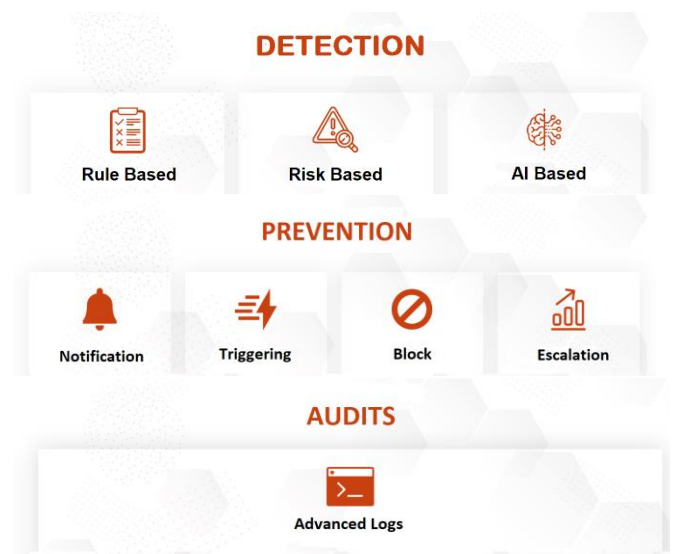 DETECTION
Rule Based
Risk Based
AI Based
PREVENTION
Notification
Triggering
Block
Escalation
AUDITS
Advanced Logs